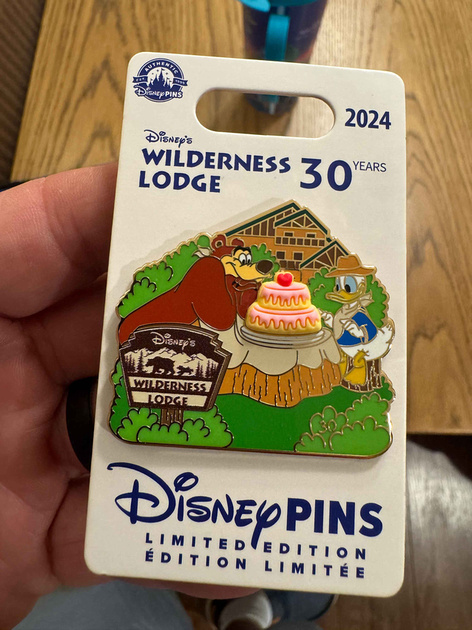 AUTHENTIC
DISNEY PINS
2024
DISNEY'S
WILDERNESS
LODGE
30 YEARS
DISNEY'S
WILDERNESS
LODGE
Disney PINS
LIMITED EDITION
ÉDITION LIMITÉE